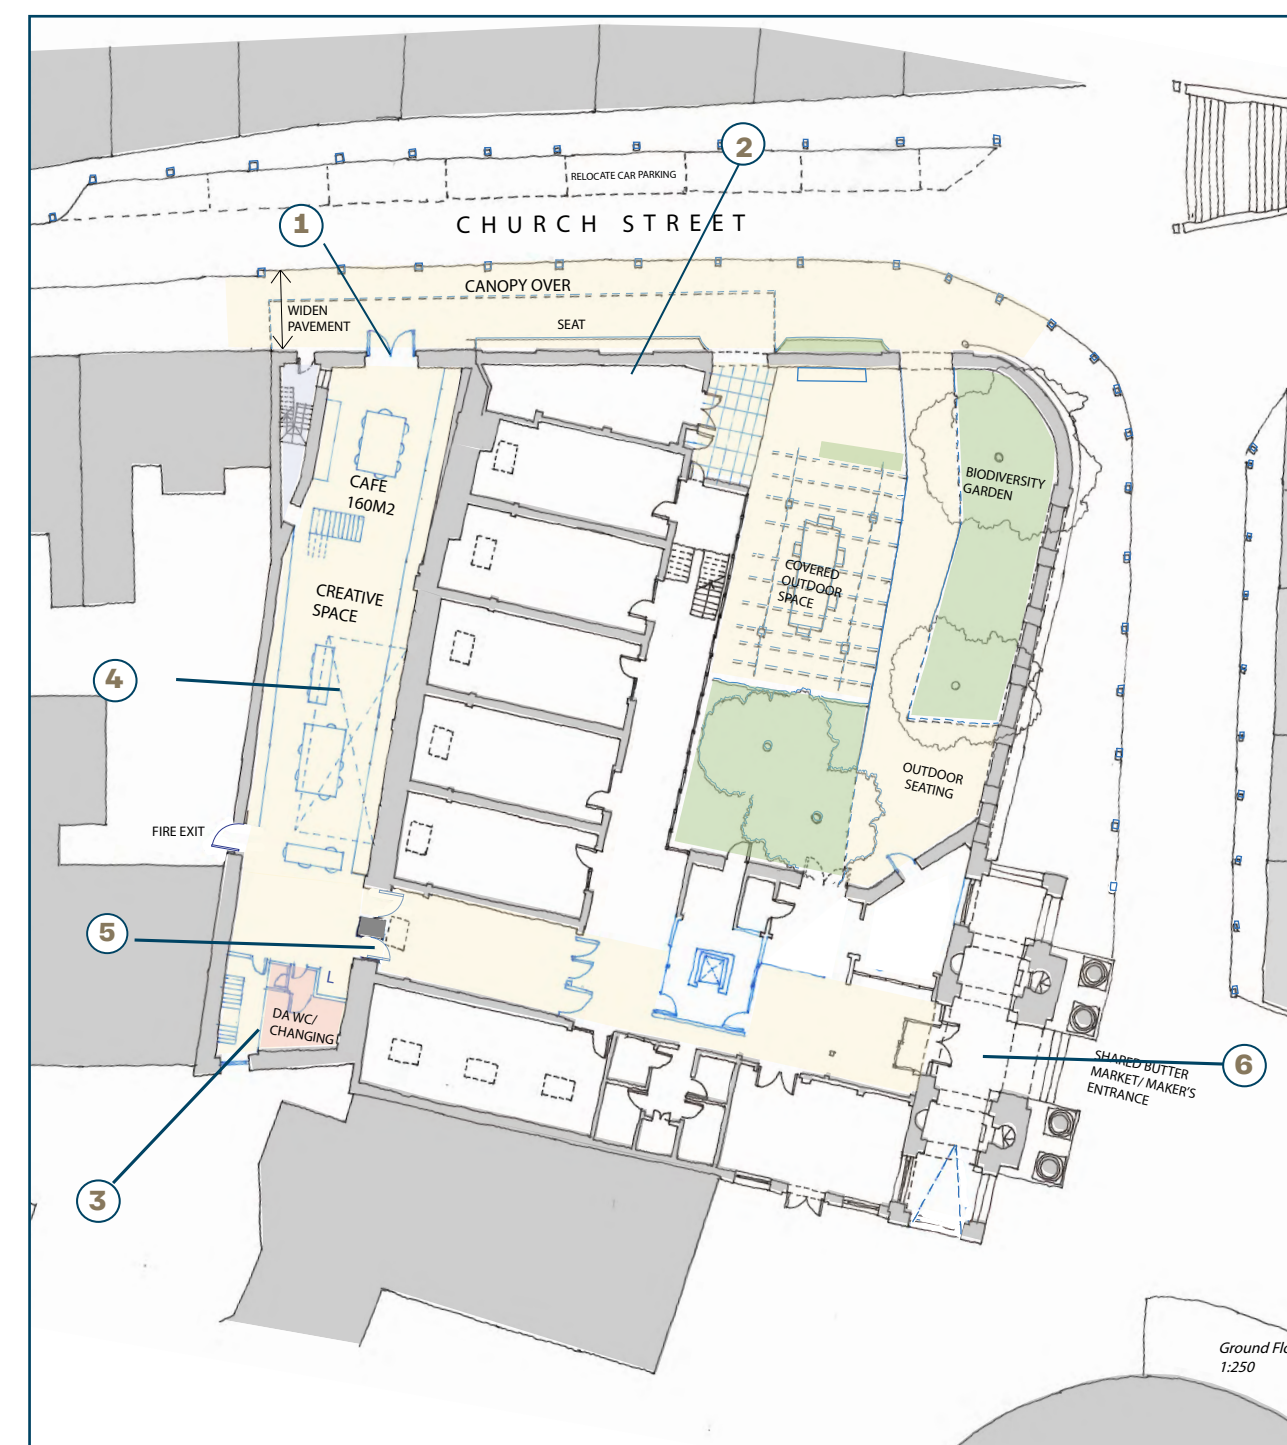 2
RELOCATE CAR PARKING
1
CHURCH STREET
CANOPY OVER
WIDEN
PAVEMENT
SEAT
CAFE
160M2
BIODIVERSITY
GARDEN
COVERED
OUTDOOR
SPACE
CREATIVE
SPACE
4
OUTDOOR
SEATING
FIRE EXIT
5
L
DA WC/
CHANGING
SHARED BUTTER
MARKET/ MAKER'S
ENTRANCE
6
3
Ground Flo
1:250